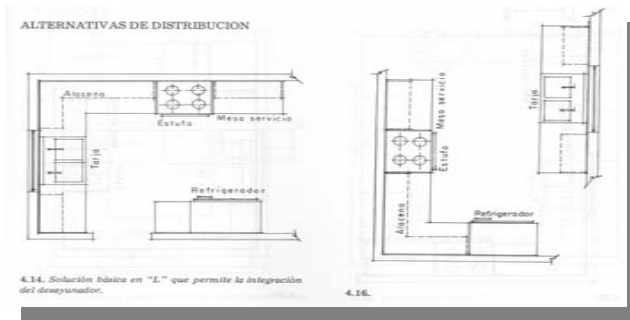 ALTERNATIVAS DE DISTRIBUCION
Alacena
Estufa
Mesa servicio
Tarja
Refrigerador
4.14. Solución básica en "L" que permite la integración
del desayunador.
Mesa servicio
Estufa
Alacena
Refrigerador
Tarja
4.16.